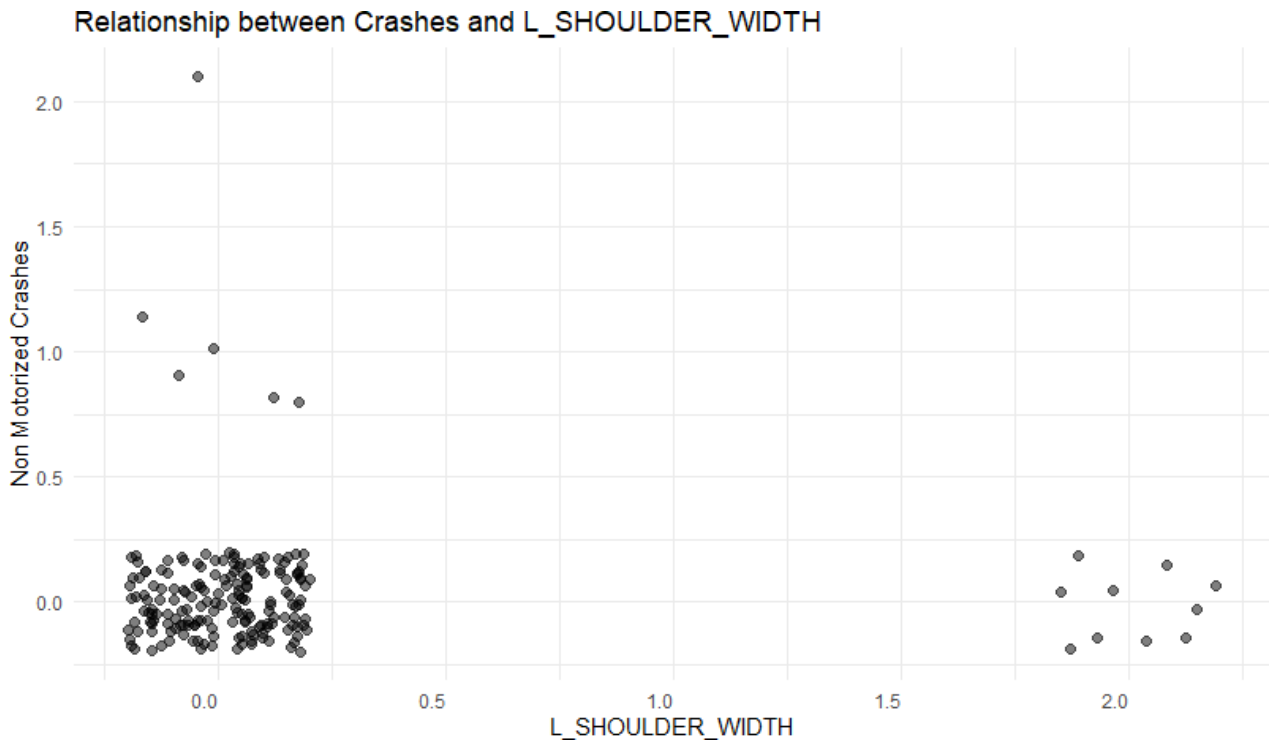 Relationship between Crashes and L_SHOULDER_WIDTH
Non Motorized Crashes
2.0
1.5
1.0
0.5
0.0
0.0 0.5 1.0 1.5 2.0
L_SHOULDER_WIDTH